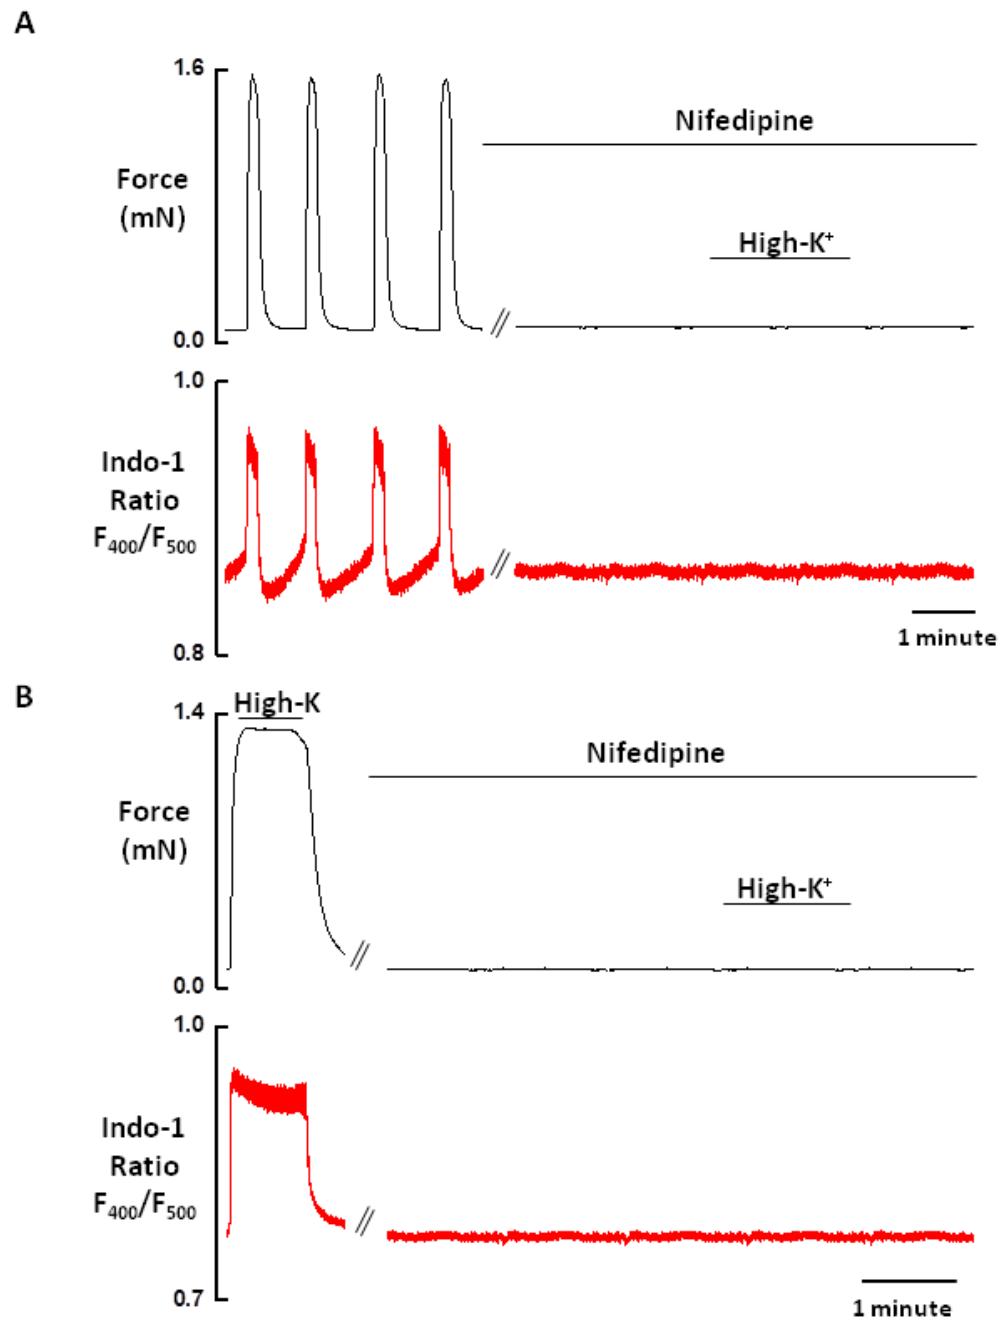 A
1.6
Nifedipine
Force
(mN)
High-K⁺
0.0
1.0
Indo-1
Ratio
F₄₀₀/F₅₀₀
1 minute
0.8
B
High-K
1.4
Nifedipine
Force
(mN)
High-K⁺
0.0
1.0
Indo-1
Ratio
F₄₀₀/F₅₀₀
0.7
1 minute